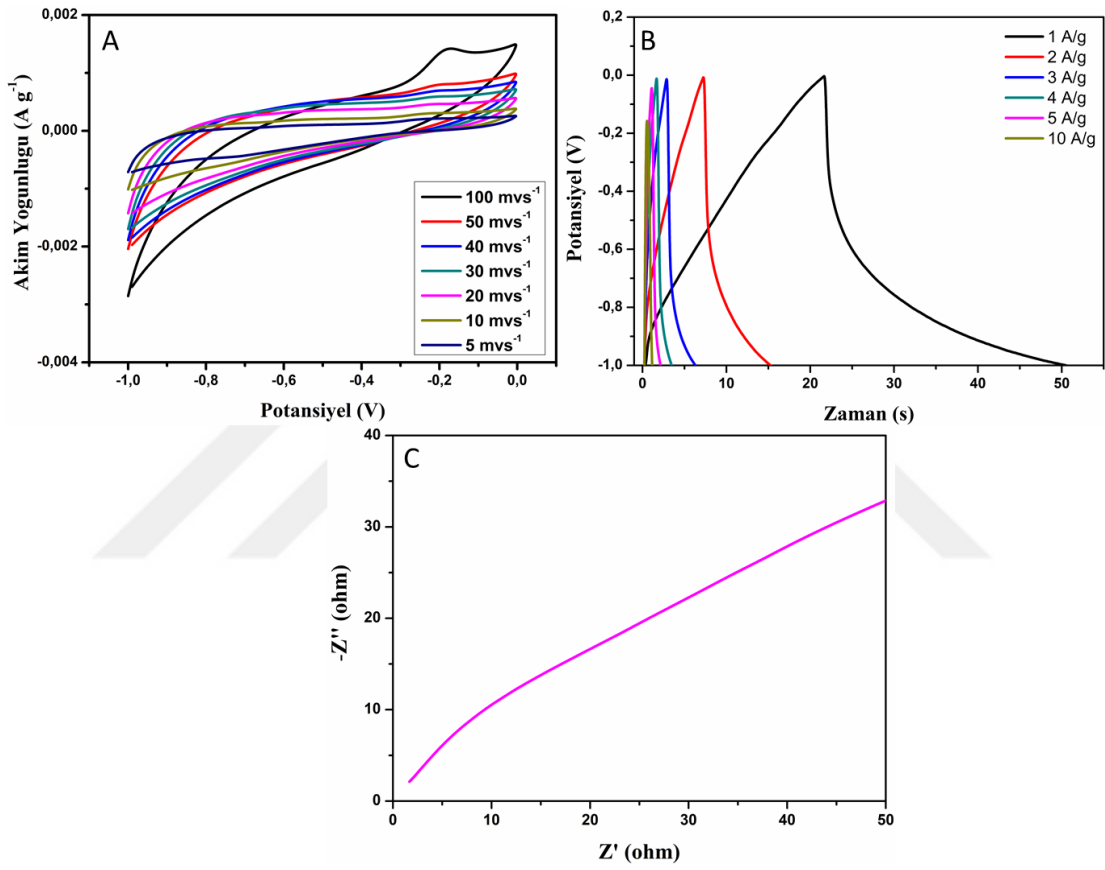 A
0,002
0,000
-0,002
-0,004
Akim Yogunlugu (A g⁻¹)
-1,0 -0,8 -0,6 -0,4 -0,2 0,0
Potansiyel (V)
100 mvs⁻¹
50 mvs⁻¹
40 mvs⁻¹
30 mvs⁻¹
20 mvs⁻¹
10 mvs⁻¹
5 mvs⁻¹
B
0,2
0,0
-0,2
-0,4
-0,6
-0,8
-1,0
Potansiyel (V)
0 10 20 30 40 50
Zaman (s)
1 A/g
2 A/g
3 A/g
4 A/g
5 A/g
10 A/g
C
40
30
20
10
0
-Z'' (ohm)
0 10 20 30 40 50
Z' (ohm)